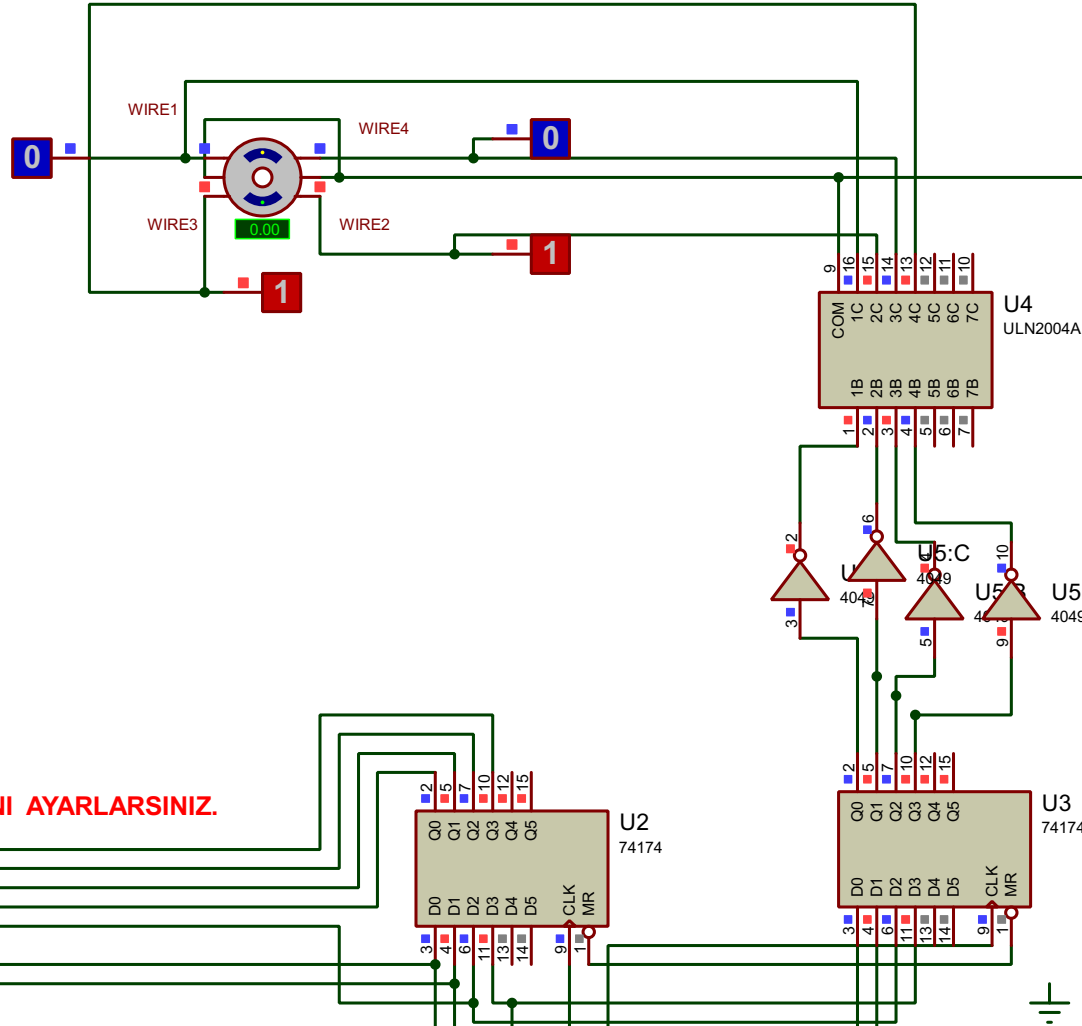 WIRE1
WIRE4
0
0
WIRE3
0.00
WIRE2
1
1
9
16
15
14
13
12
11
10
COM
1C
2C
3C
4C
5C
6C
7C
U4
ULN2004A
1B
2B
3B
4B
5B
6B
7B
1
2
3
4
5
6
7
2
6
10
U5:C
4049
4049
3
5
9
U5
4049
2
5
7
10
12
15
Q0
Q1
Q2
Q3
Q4
Q5
U3
74174
D0
D1
D2
D3
D4
D5
CLK
MR
3
4
6
11
13
14
9
1
NI AYARLARSINIZ.
2
5
7
10
12
15
Q0
Q1
Q2
Q3
Q4
Q5
U2
74174
D0
D1
D2
D3
D4
D5
CLK
MR
3
4
6
11
13
14
9
1